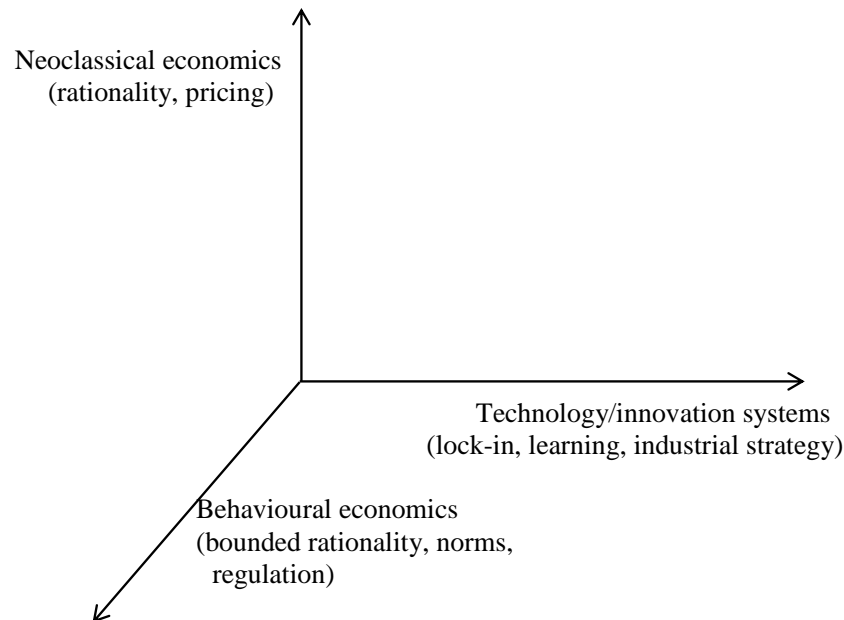 Neoclassical economics
(rationality, pricing)
Technology/innovation systems
(lock-in, learning, industrial strategy)
Behavioural economics
(bounded rationality, norms,
regulation)